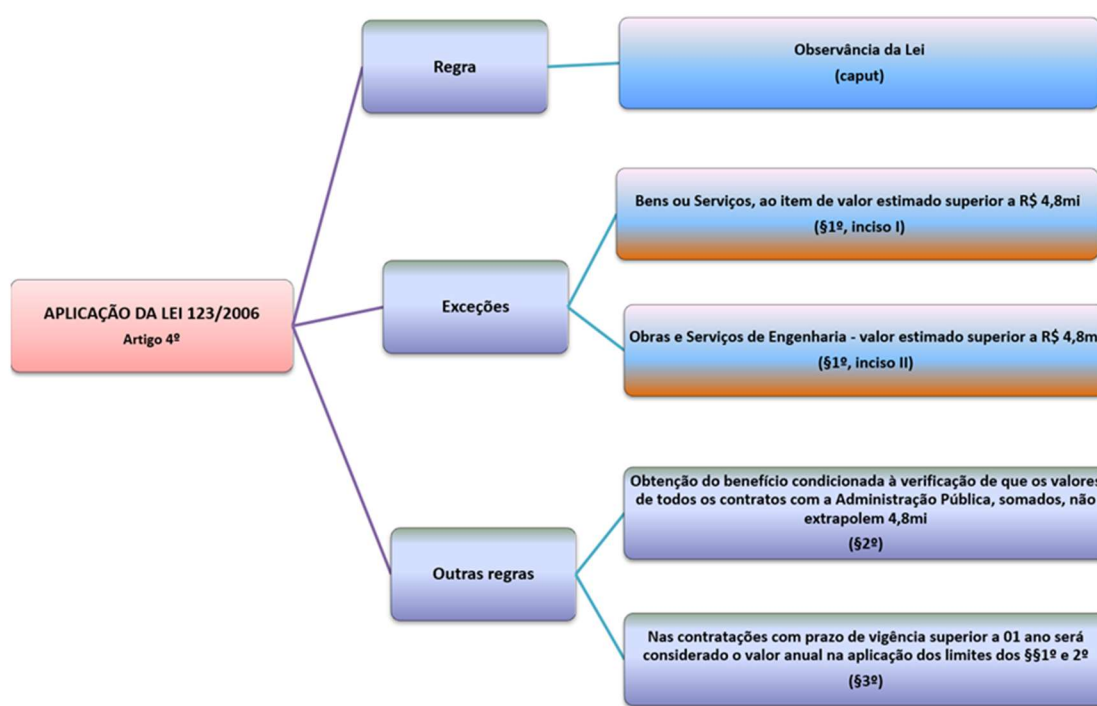 Regra
Observância da Lei
(caput)
APLICAÇÃO DA LEI 123/2006
Artigo 4º
Exceções
Bens ou Serviços, ao item de valor estimado superior a R$ 4,8mi
(§1º, inciso I)
Obras e Serviços de Engenharia - valor estimado superior a R$ 4,8m
(§1º, inciso II)
Outras regras
Obtenção do benefício condicionada à verificação de que os valores
de todos os contratos com a Administração Pública, somados, não
extrapolem 4,8mi
(§2º)
Nas contratações com prazo de vigência superior a 01 ano será
considerado o valor anual na aplicação dos limites dos §§1º e 2º
(§3º)